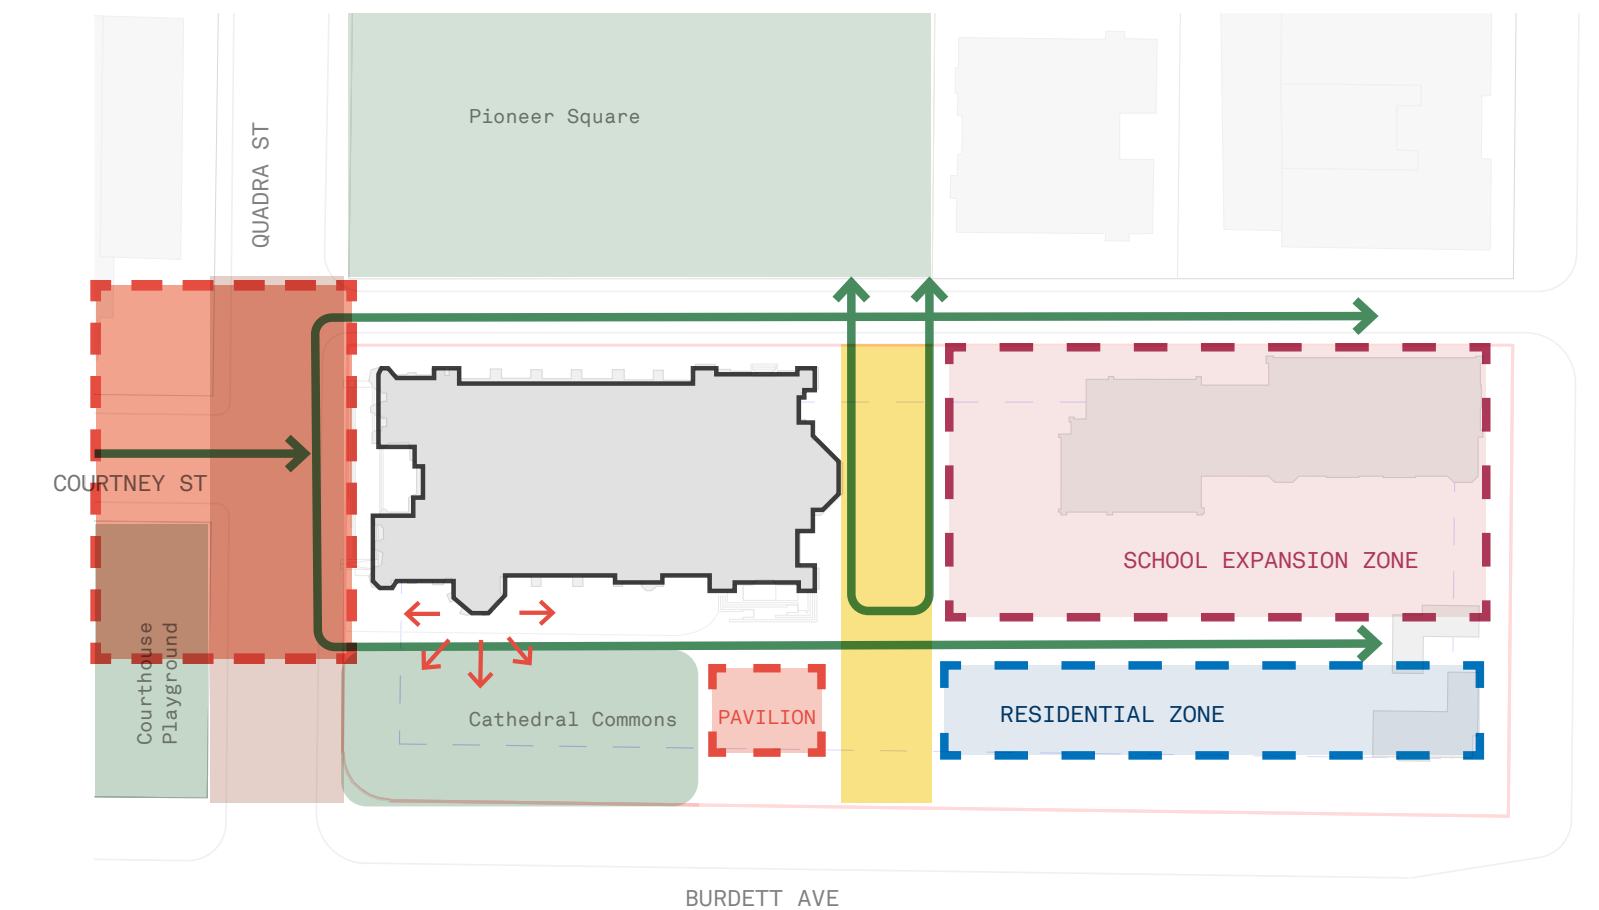 Pioneer Square
QUADRA ST
COURTNEY ST
SCHOOL EXPANSION ZONE
Courthouse
Playground
Cathedral Commons
PAVILION
RESIDENTIAL ZONE
BURDETT AVE